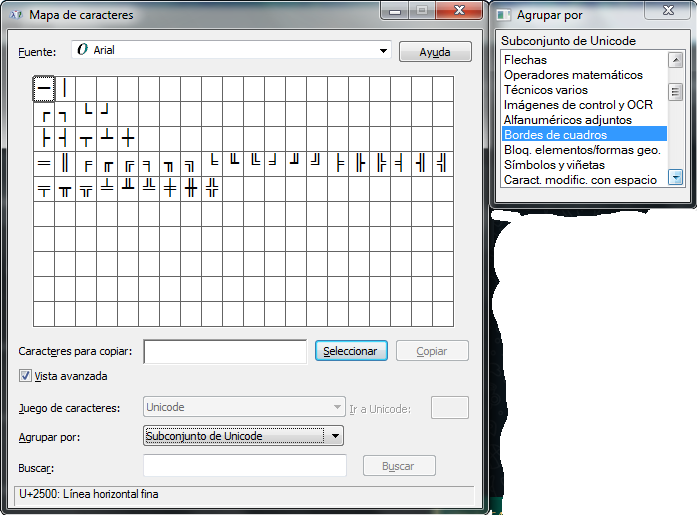 Mapa de caracteres
Fuente:
O Arial
Ayuda
─ │
┌ ┐ └ ┘
├ ┤ ┬ ┴ ┼
═ ║ ╒ ╓ ╔ ╕ ╖ ╗ ╘ ╙ ╚ ╛ ╜ ╝ ╞ ╟ ╠ ╡ ╢ ╣
╤ ╥ ╦ ╧ ╨ ╩ ╪ ╫ ╬
Caracteres para copiar:
Seleccionar
Copiar
Vista avanzada
Juego de caracteres:
Unicode
Ir a Unicode:
Agrupar por:
Subconjunto de Unicode
Buscar:
Buscar
U+2500: Línea horizontal fina
Agrupar por
Subconjunto de Unicode
Flechas
Operadores matemáticos
Técnicos varios
Imágenes de control y OCR
Alfanuméricos adjuntos
Bordes de cuadros
Bloq. elementos/formas geo.
Símbolos y viñetas
Caract. modific. con espacio